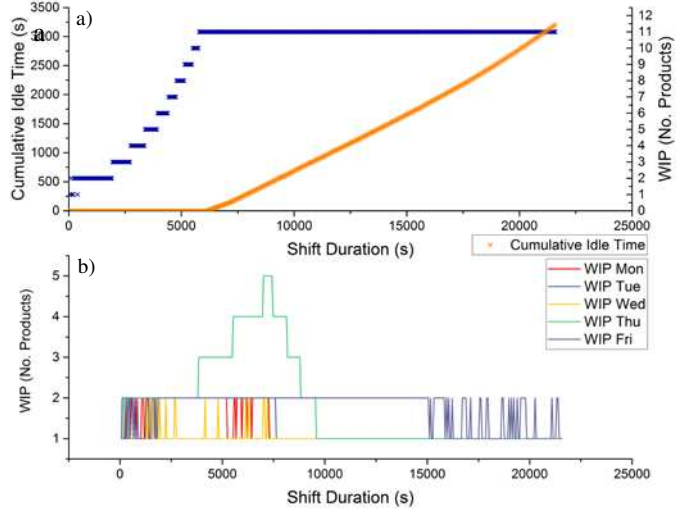 a)
a
Cumulative Idle Time (s)
3500
3000
2500
2000
1500
1000
500
0
12
11
10
9
8
7
6
5
4
3
2
1
0
WIP (No. Products)
0 5000 10000 15000 20000 25000
Shift Duration (s)
Cumulative Idle Time
b)
WIP Mon
WIP Tue
WIP Wed
WIP Thu
WIP Fri
WIP (No. Products)
5
4
3
2
1
0 5000 10000 15000 20000 25000
Shift Duration (s)